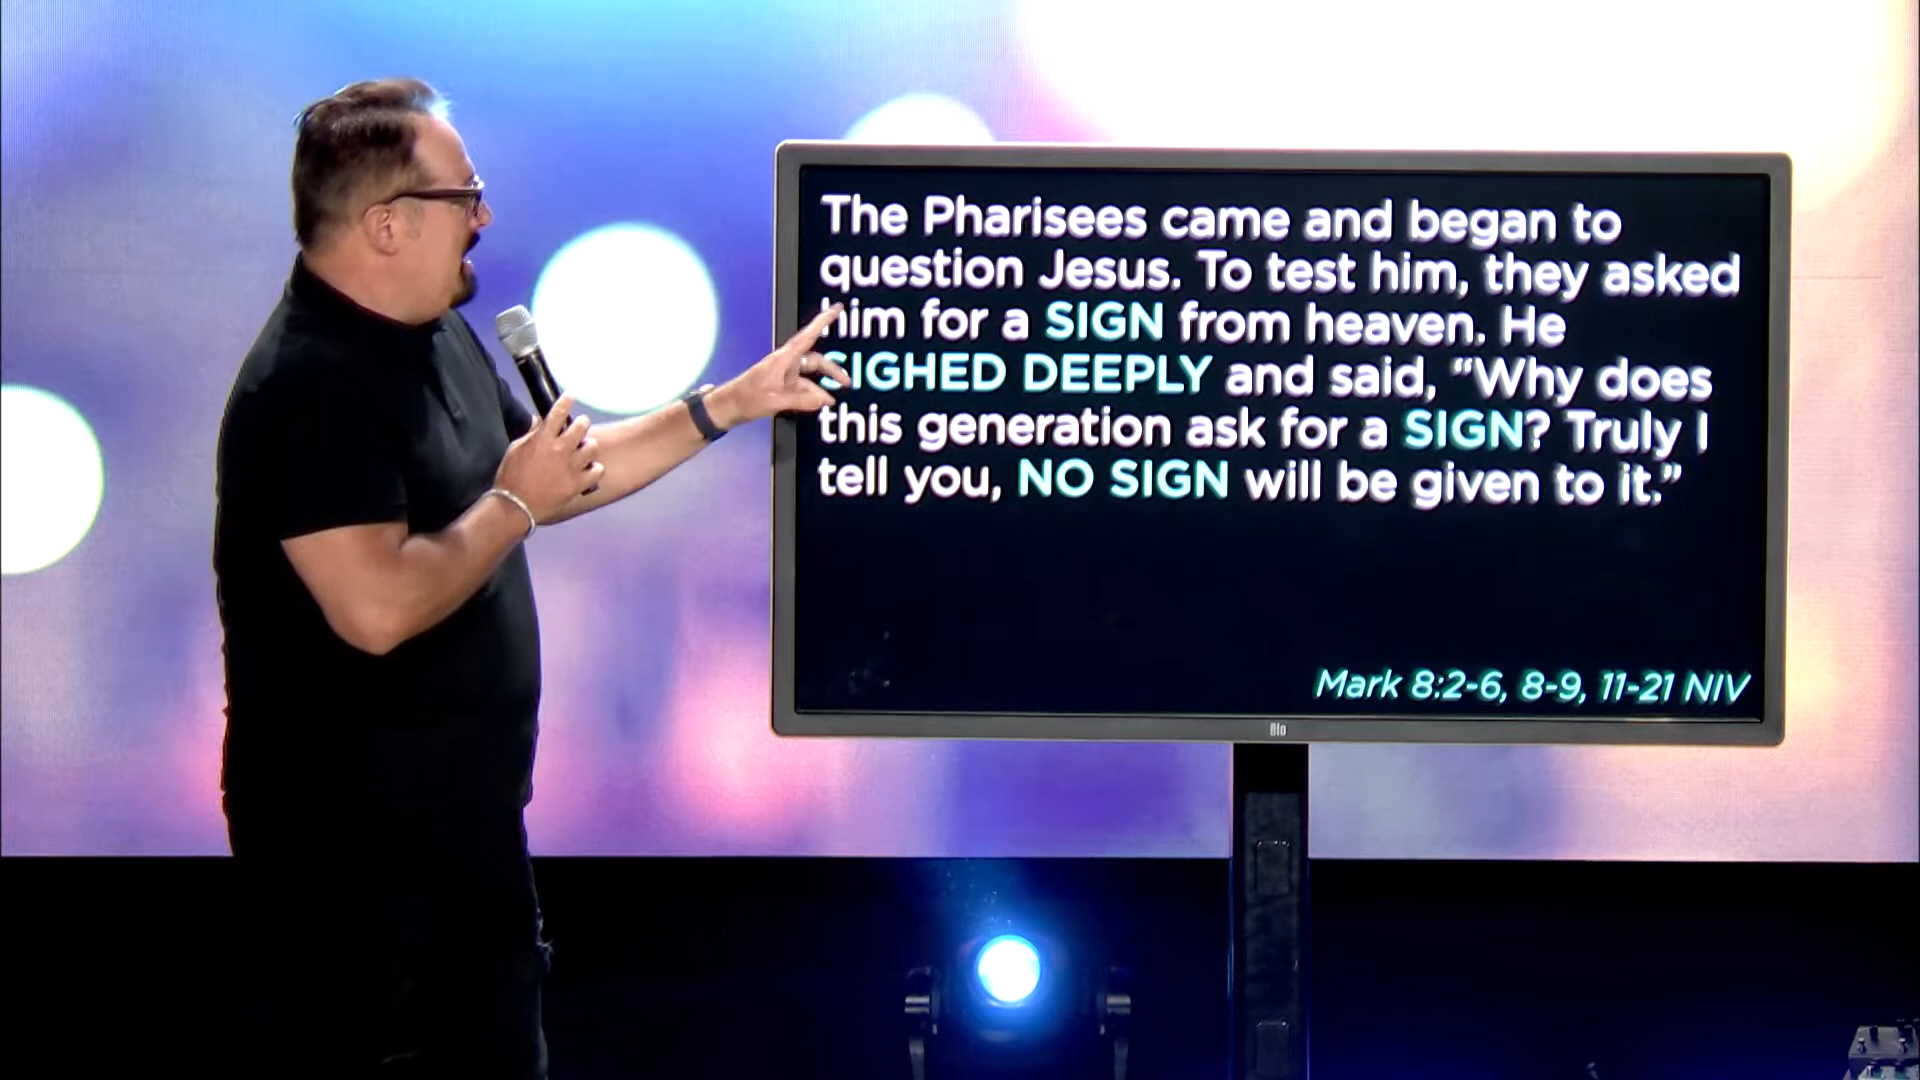 The Pharisees came and began to
question Jesus. To test him, they asked
him for a SIGN from heaven. He
SIGHED DEEPLY and said, “Why does
this generation ask for a SIGN? Truly I
tell you, NO SIGN will be given to it.”
Mark 8:2-6, 8-9, 11-21 NIV
elo